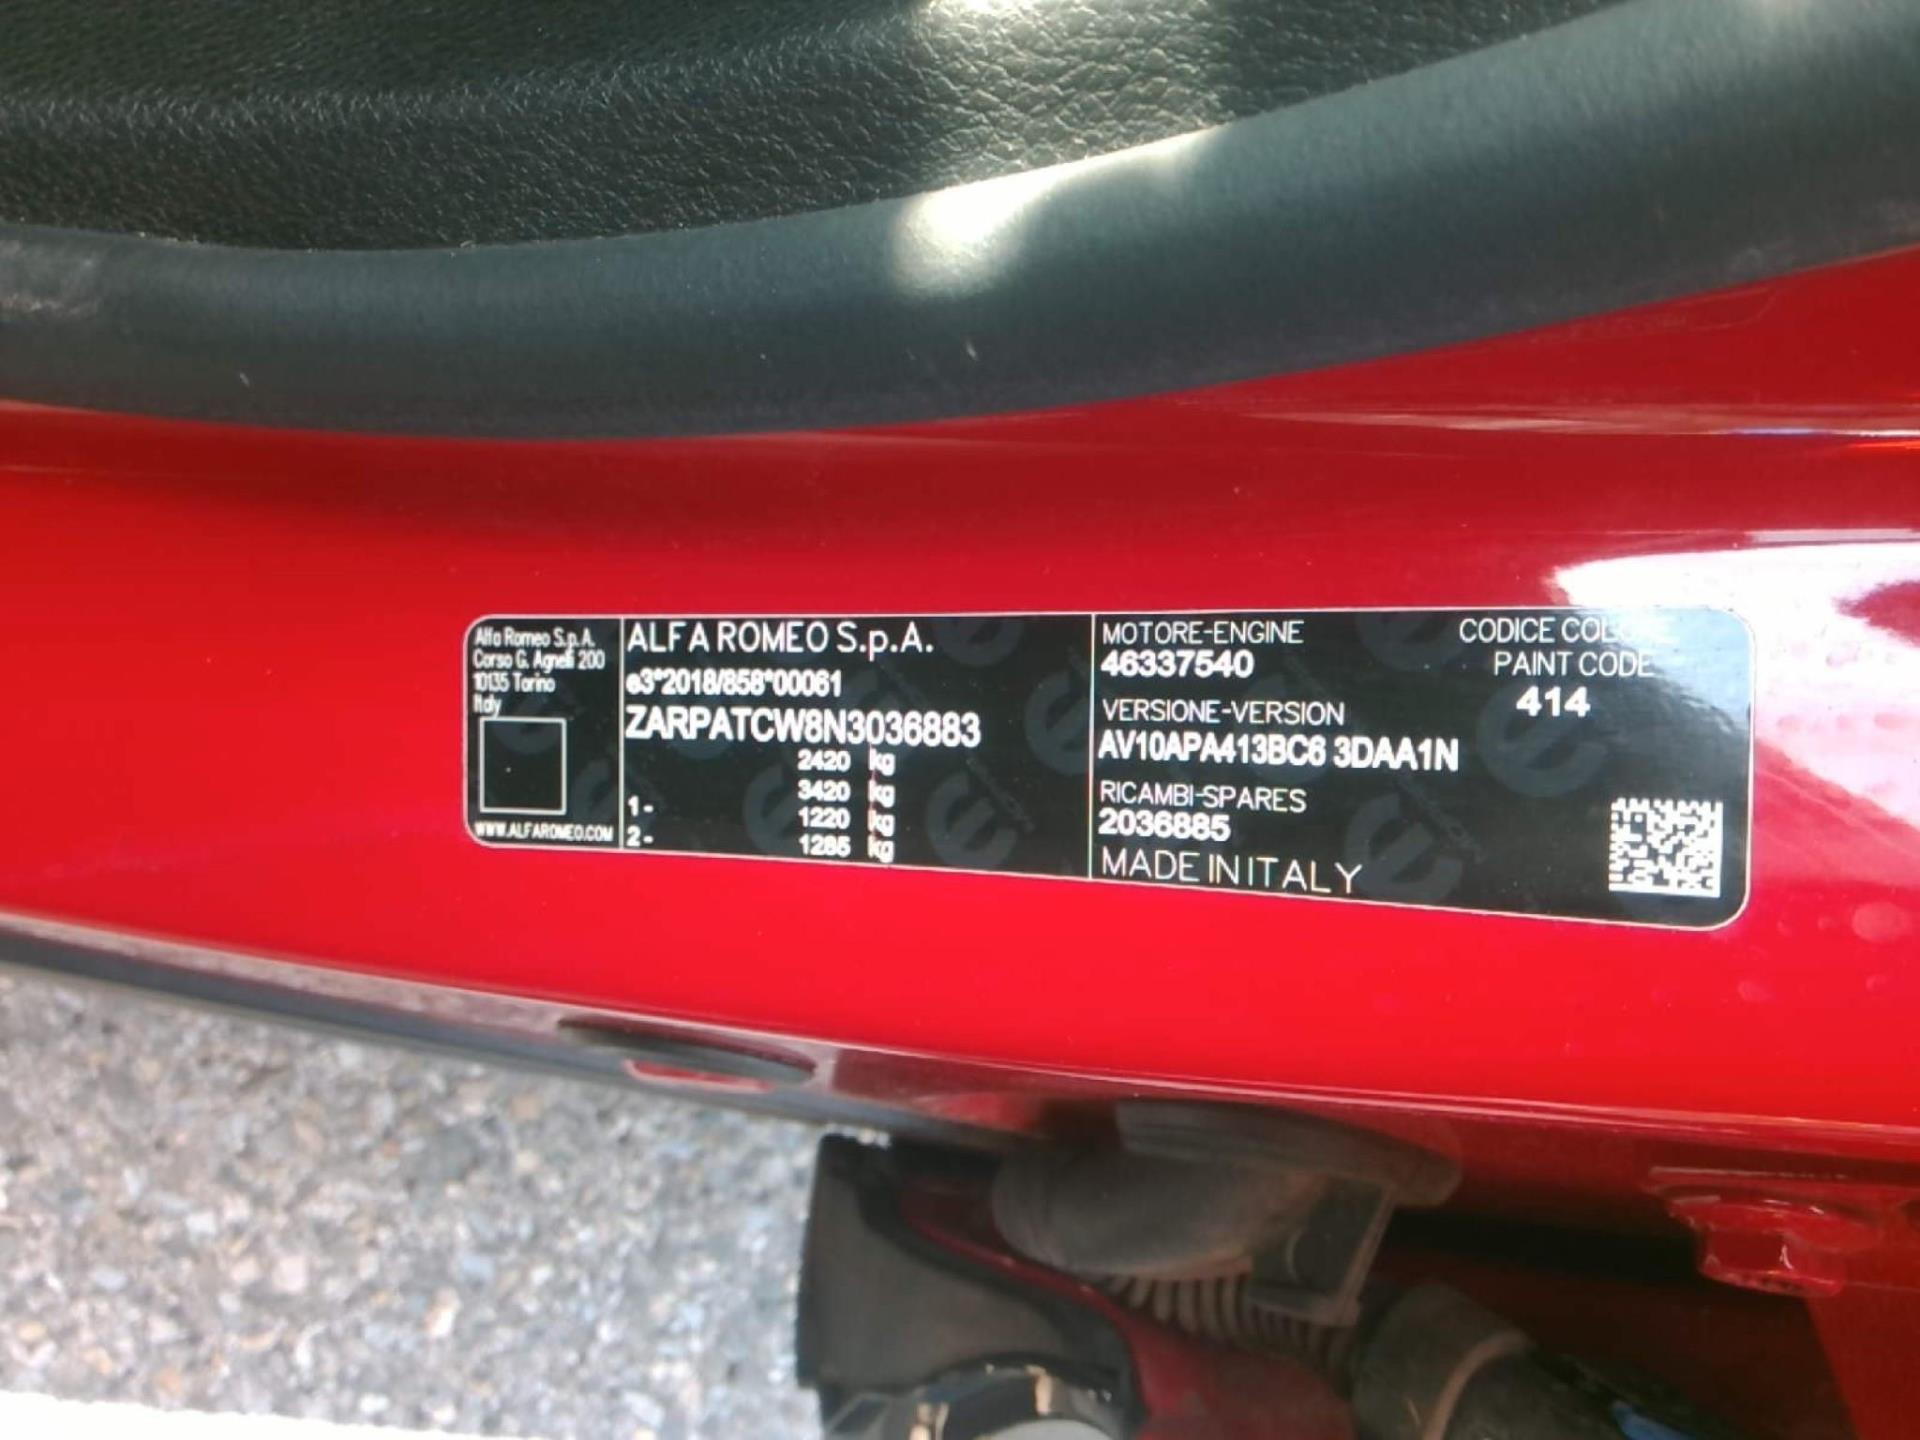 Alfa Romeo S.p.A.
Corso G. Agnelli 200
10135 Torino
Italy
WWW.ALFAROMEO.COM
ALFA ROMEO S.p.A.
e3*2018/858*00061
ZARPATCW8N3036883
2420 kg
3420 kg
1- 1220 kg
2- 1285 kg
MOTORE-ENGINE
46337540
VERSIONE-VERSION
AV10APA413BC6 3DAA1N
RICAMBI-SPARES
2036885
MADE IN ITALY
CODICE COLORE
PAINT CODE
414